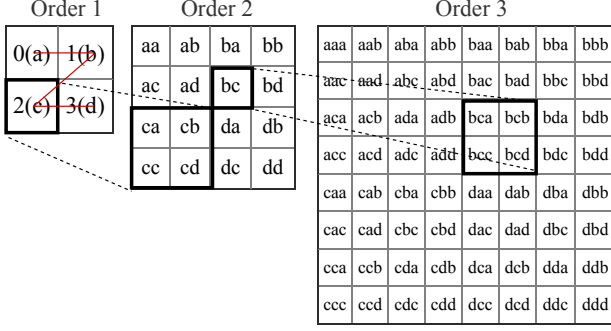 Order 1
Order 2
Order 3
0(a) 1(b)
2(c) 3(d)
aa ab ba bb
ac ad bc bd
ca cb da db
cc cd dc dd
aaa aab aba abb baa bab bba bbb
aac aad abc abd bac bad bbc bbd
aca acb ada adb bca bcb bda bdb
acc acd adc add bcc bcd bdc bdd
caa cab cba cbb daa dab dba dbb
cac cad cbc cbd dac dad dbc dbd
cca ccb cda cdb dca dcb dda ddb
ccc ccd cdc cdd dcc dcd ddc ddd